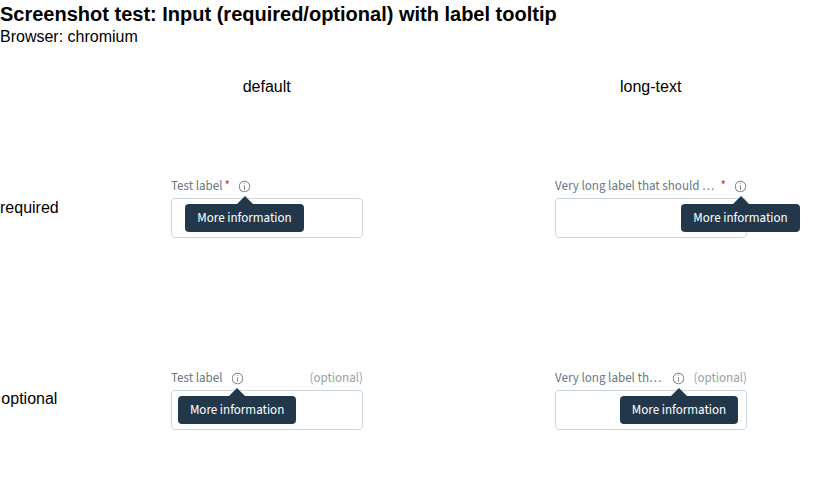 Screenshot test: Input (required/optional) with label tooltip
Browser: chromium
default
long-text
required
Test label *
More information
Very long label that should ... *
More information
optional
Test label
(optional)
More information
Very long label th...
(optional)
More information